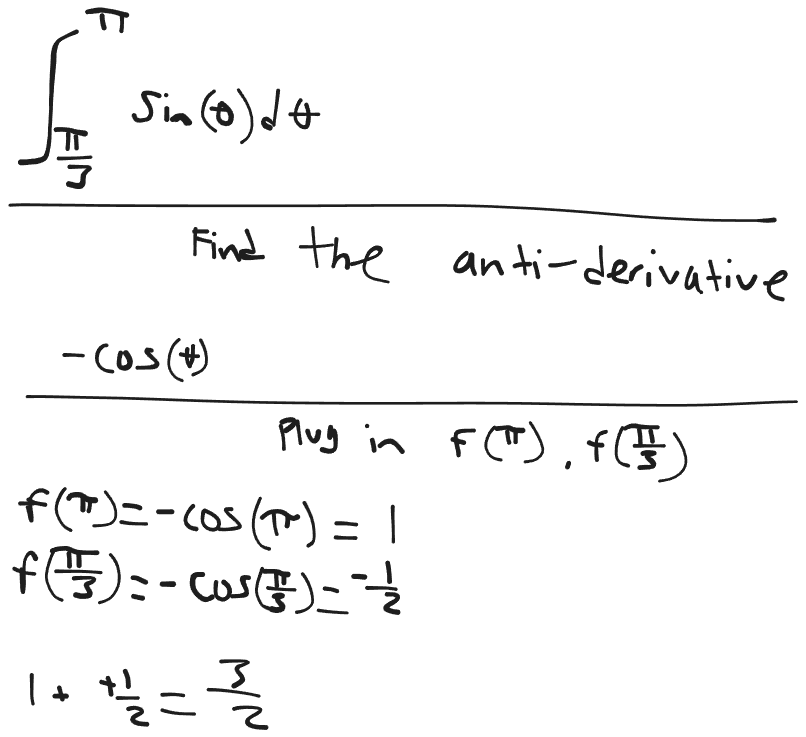 ∫_{π/3}^{π} sin(θ)dθ
Find the anti-derivative
-cos(θ)
Plug in f(π), f(π/3)
f(π)=-cos(π)=1
f(π/3)=-cos(π/3)=-1/2
1 + +1/2 = 3/2